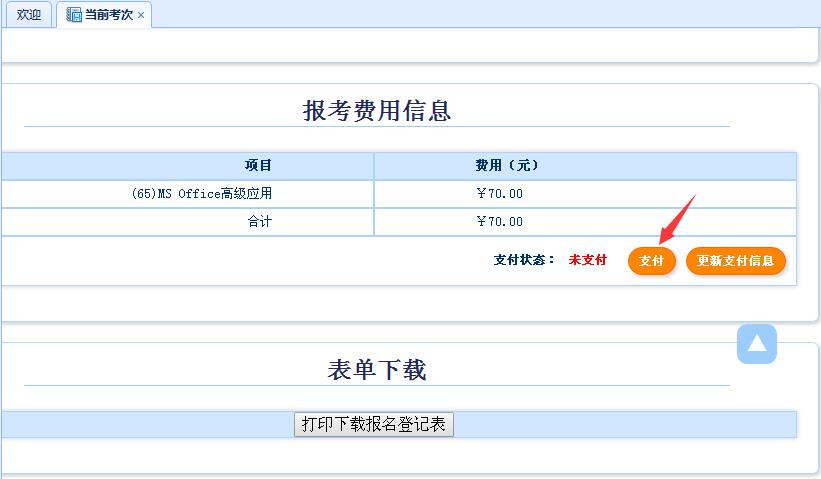 欢迎 当前考次 ×
报考费用信息
项目 费用（元）
(65)MS Office高级应用 ￥70.00
合计 ￥70.00
支付状态： 未支付 支付 更新支付信息
表单下载
打印下载报名登记表